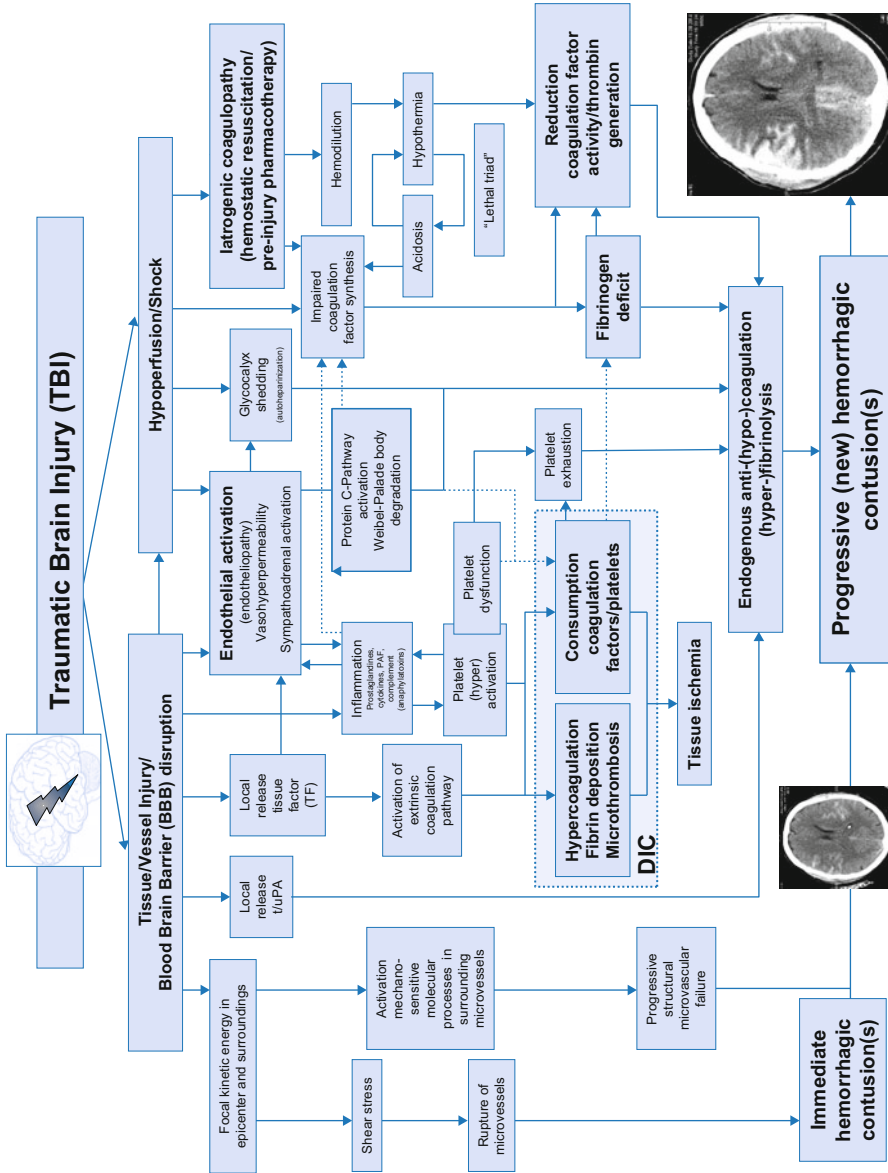 Traumatic Brain Injury (TBI)
Tissue/Vessel Injury/
Blood Brain Barrier (BBB) disruption
Hypoperfusion/Shock
Focal kinetic energy in
epicenter and surroundings
Local
release
t/uPA
Local
release
tissue
factor
(TF)
Endothelial activation
(endotheliopathy)
Vasohyperpermeability
Sympathoadrenal activation
Glycocalyx
shedding
(autoheparinization)
Iatrogenic coagulopathy
(hemostatic resuscitation/
pre-injury pharmacotherapy)
Shear stress
Activation
mechano-
sensitive
molecular
processes in
surrounding
microvessels
Activation of
extrinsic
coagulation
pathway
Inflammation
Prostaglandines,
cytokines, PAF,
complement
(anaphylatoxins)
Protein C-Pathway
activation
Weibel-Palade body
degradation
Impaired
coagulation
factor synthesis
Hemodilution
Acidosis
Hypothermia
“Lethal triad”
Rupture of
microvessels
Platelet
(hyper)
activation
Platelet
dysfunction
Hypercoagulation
Fibrin deposition
Microthrombosis
Consumption
coagulation
factors/platelets
DIC
Platelet
exhaustion
Fibrinogen
deficit
Reduction
coagulation factor
activity/thrombin
generation
Progressive
structural
microvascular
failure
Tissue ischemia
Endogenous anti-(hypo-)coagulation
(hyper-)fibrinolysis
Immediate
hemorrhagic
contusion(s)
Progressive (new) hemorrhagic
contusion(s)